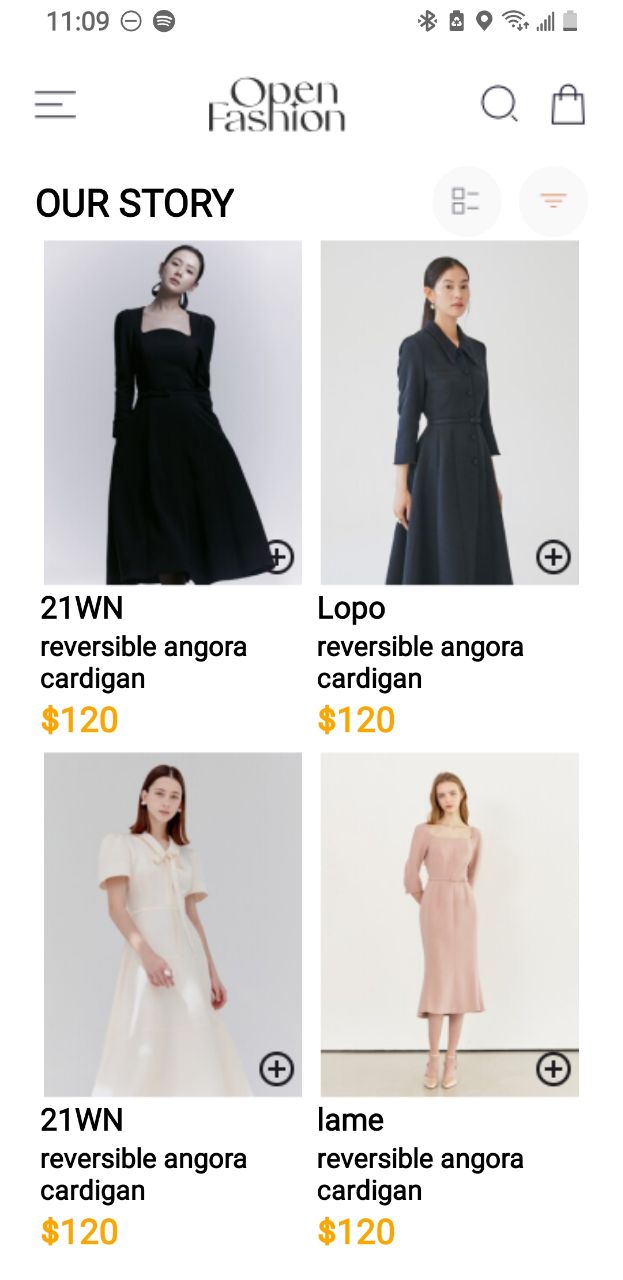 11:09
Open
Fashion
OUR STORY
21WN
reversible angora
cardigan
$120
Lopo
reversible angora
cardigan
$120
21WN
reversible angora
cardigan
$120
lame
reversible angora
cardigan
$120